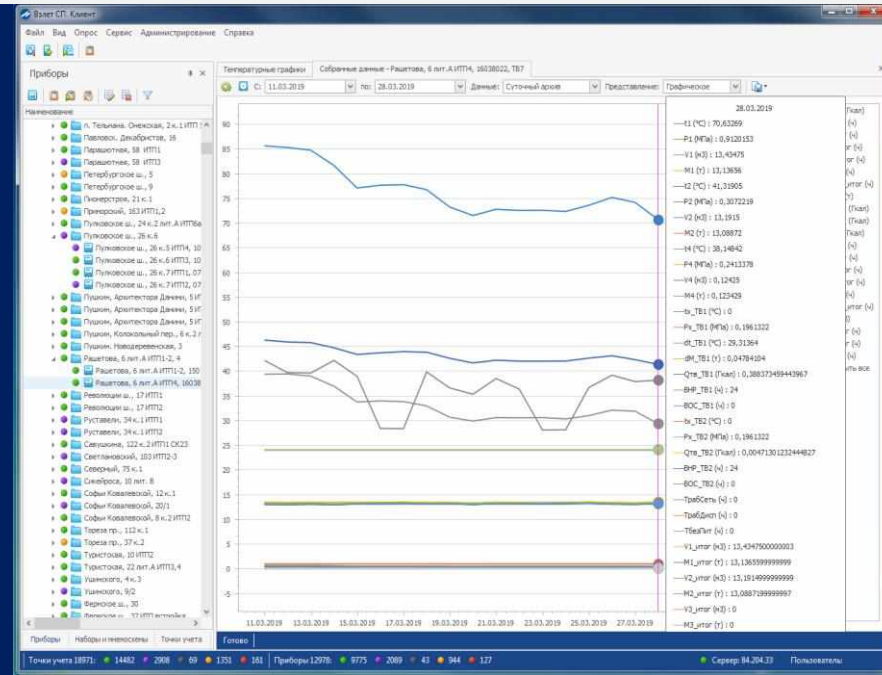 Взлет СП: Клиент
Файл Вид Опрос Сервис Администрирование Справка
Приборы
Наименование
п. Тельмана. Онежская, 2 к.1 ИТП
Павловск. Декабристов, 16
Парашютная, 58 ИТП1
Парашютная, 58 ИТП3
Петербургское ш., 5
Петербургское ш., 9
Пионерстроя, 21 к.1
Приморский, 163 ИТП1,2
Пулковское ш., 24 к.2 лит.А ИТП6а
Пулковское ш., 26 к.6
Пулковское ш., 26 к.5 ИТП4, 10
Пулковское ш., 26 к.6 ИТП3, 10
Пулковское ш., 26 к.7 ИТП1, 07
Пулковское ш., 26 к.7 ИТП2, 07
Пушкин, Архитектора Данини, 5 ИТ
Пушкин, Архитектора Данини, 5 ИТ
Пушкин, Архитектора Данини, 5 ИТ
Пушкин, Колокольный пер., 6 к.2 л
Пушкин. Новодеревенская, 3
Рашетова, 6 лит.А ИТП1-2, 4
Рашетова, 6 лит.А ИТП1-2, 150
Рашетова, 6 лит.А ИТП4, 16038
Революции ш., 17 ИТП1
Революции ш., 17 ИТП2
Руставели, 34 к.1 ИТП1
Руставели, 34 к.1 ИТП2
Савушкина, 122 к.2 ИТП1 СК23
Светлановский, 103 ИТП2-3
Северный, 75 к.1
Сикейроса, 10 лит. В
Софьи Ковалевской, 12 к.1
Софьи Ковалевской, 20/1
Софьи Ковалевской, 8 к.2 ИТП2
Тореза пр., 112 к.1
Тореза пр., 37 к.2
Туристская, 10 ИТП2
Туристская, 22 лит.А ИТП3,4
Ушинского, 4 к.3
Ушинского, 9/2
Фермское ш., 30
Фермское ш., 37 ИТП встройка
Приборы Наборы и мнемосхемы Точки учета
Температурные графики Собранные данные - Рашетова, 6 лит.А ИТП4, 16038022, ТВ7
С: 11.03.2019 по: 28.03.2019 Данные: Суточный архив Представление: Графическое
90
85
80
75
70
65
60
55
50
45
40
35
30
25
20
15
10
5
0
-5
11.03.2019 13.03.2019 15.03.2019 17.03.2019 19.03.2019 21.03.2019 23.03.2019 25.03.2019 27.03.2019
28.03.2019
t1 (°C) : 70,63269
P1 (МПа) : 0,9120153
V1 (м3) : 13,43475
M1 (т) : 13,13656
t2 (°C) : 41,31905
P2 (МПа) : 0,3072219
V2 (м3) : 13,1915
M2 (т) : 13,08872
t4 (°C) : 38,14842
P4 (МПа) : 0,2413378
V4 (м3) : 0,12425
M4 (т) : 0,123429
tx_ТВ1 (°C) : 0
Px_ТВ1 (МПа) : 0,1961322
dt_ТВ1 (°C) : 29,31364
dM_ТВ1 (т) : 0,04784104
Qтв_ТВ1 (Гкал) : 0,388373459443967
ВНР_ТВ1 (ч) : 24
ВОС_ТВ1 (ч) : 0
tx_ТВ2 (°C) : 0
Px_ТВ2 (МПа) : 0,1961322
Qтв_ТВ2 (Гкал) : 0,00471301232444827
ВНР_ТВ2 (ч) : 24
ВОС_ТВ2 (ч) : 0
TрабСеть (ч) : 0
TрабДисп (ч) : 0
TбезПит (ч) : 0
V1_итог (м3) : 13,4347500000003
M1_итог (т) : 13,1365599999999
V2_итог (м3) : 13,1914999999999
M2_итог (т) : 13,0887199999997
V3_итог (м3) : 0
M3_итог (т) : 0
Готово
Точки учета 18971: 14482 2908 69 1351 161 Приборы 12978: 9775 2089 43 944 127 Сервер: 84.204.33 Пользователь